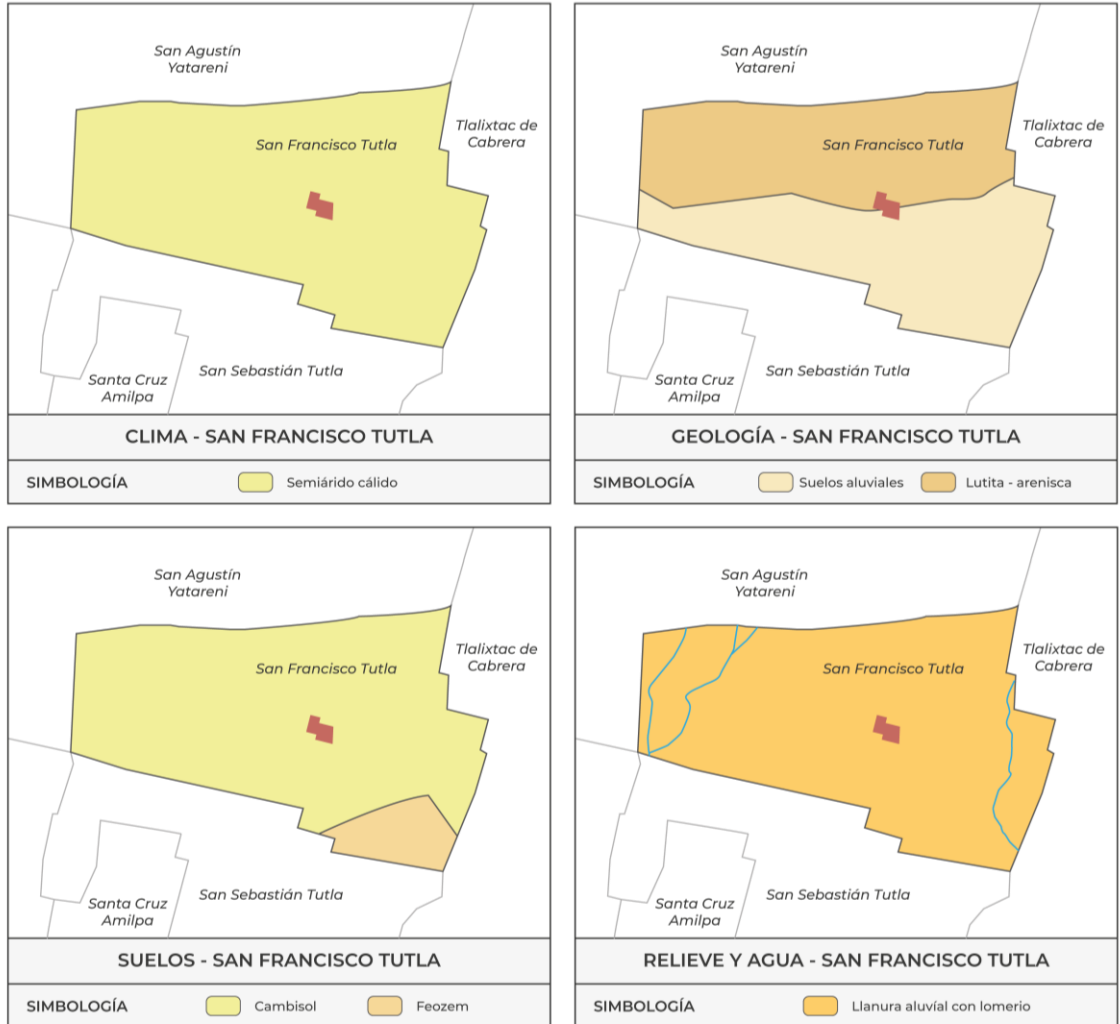 San Agustín
Yatareni
Tlalixtac de
Cabrera
San Francisco Tutla
San Sebastián Tutla
Santa Cruz
Amilpa
CLIMA - SAN FRANCISCO TUTLA
SIMBOLOGÍA
Semiárido cálido
San Agustín
Yatareni
Tlalixtac de
Cabrera
San Francisco Tutla
San Sebastián Tutla
Santa Cruz
Amilpa
GEOLOGÍA - SAN FRANCISCO TUTLA
SIMBOLOGÍA
Suelos aluviales
Lutita - arenisca
San Agustín
Yatareni
Tlalixtac de
Cabrera
San Francisco Tutla
San Sebastián Tutla
Santa Cruz
Amilpa
SUELOS - SAN FRANCISCO TUTLA
SIMBOLOGÍA
Cambisol
Feozem
San Agustín
Yatareni
Tlalixtac de
Cabrera
San Francisco Tutla
San Sebastián Tutla
Santa Cruz
Amilpa
RELIEVE Y AGUA - SAN FRANCISCO TUTLA
SIMBOLOGÍA
Llanura aluvíal con lomerio